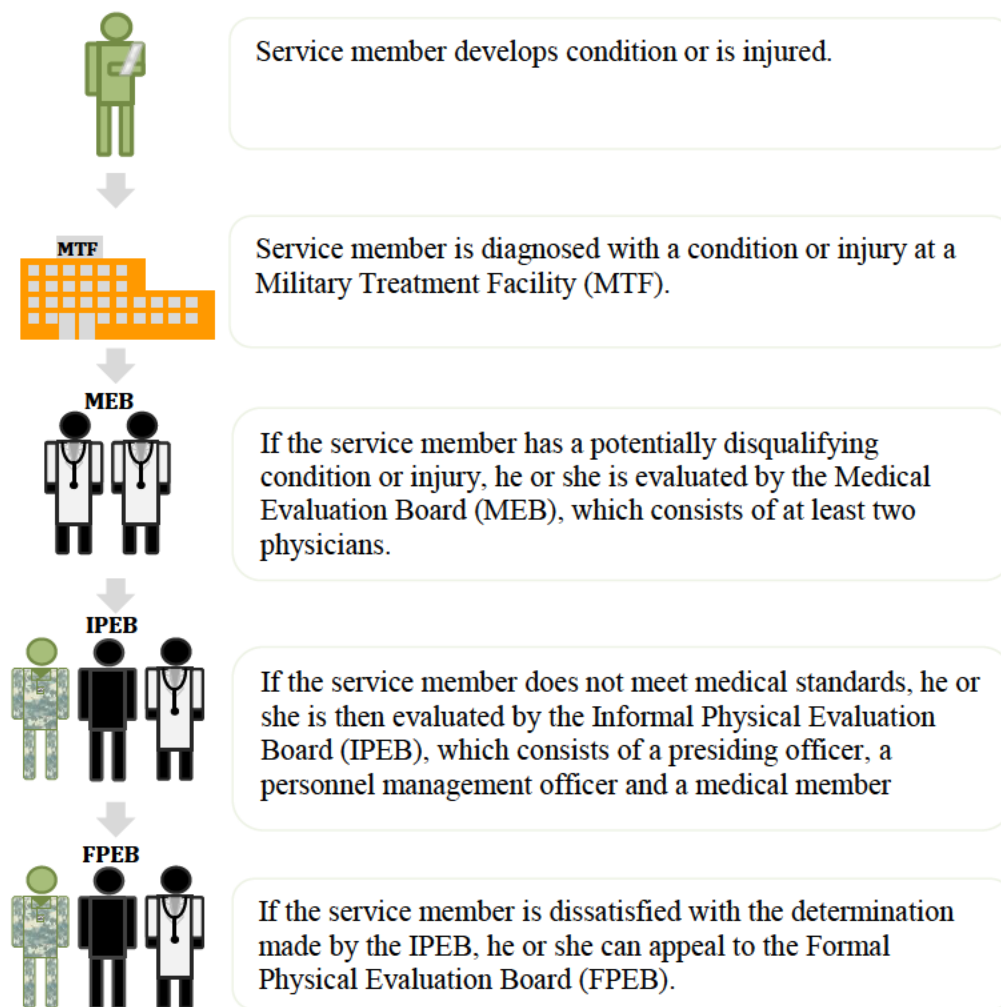 Service member develops condition or is injured.
MTF
Service member is diagnosed with a condition or injury at a
Military Treatment Facility (MTF).
MEB
If the service member has a potentially disqualifying
condition or injury, he or she is evaluated by the Medical
Evaluation Board (MEB), which consists of at least two
physicians.
IPEB
If the service member does not meet medical standards, he or
she is then evaluated by the Informal Physical Evaluation
Board (IPEB), which consists of a presiding officer, a
personnel management officer and a medical member
FPEB
If the service member is dissatisfied with the determination
made by the IPEB, he or she can appeal to the Formal
Physical Evaluation Board (FPEB).